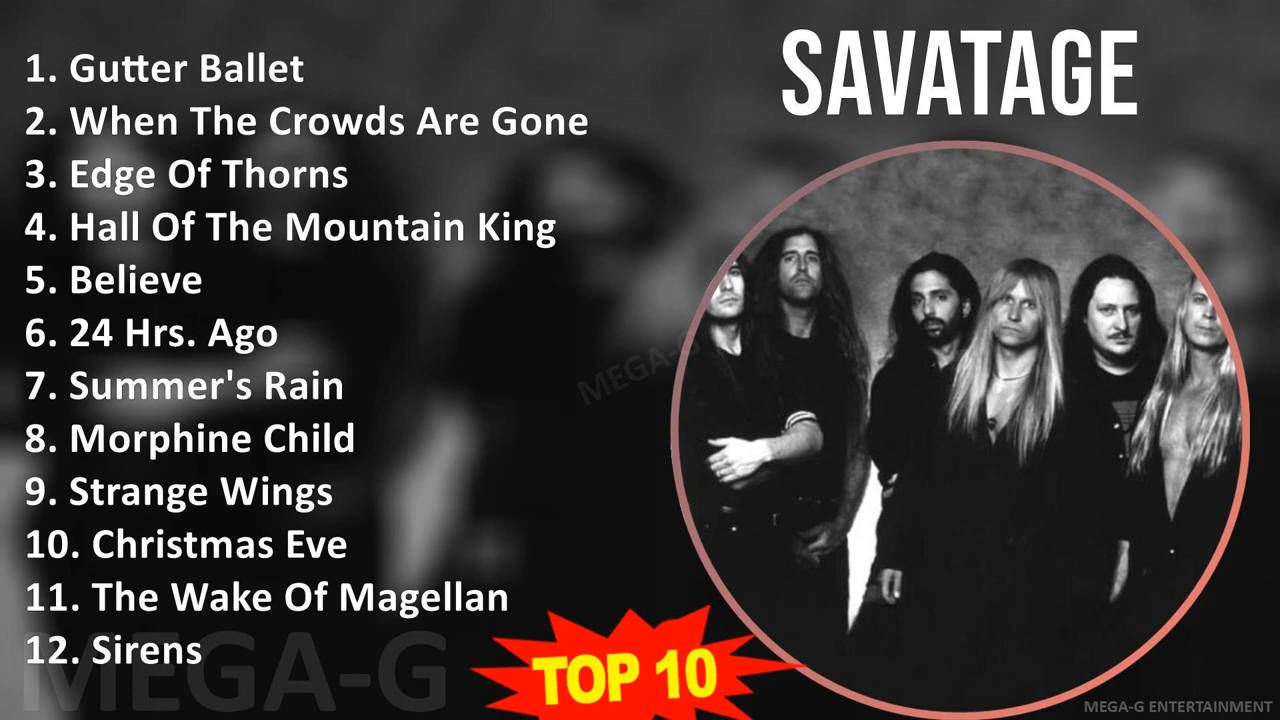 SAVATAGE
1. Gutter Ballet
2. When The Crowds Are Gone
3. Edge Of Thorns
4. Hall Of The Mountain King
5. Believe
6. 24 Hrs. Ago
7. Summer's Rain
8. Morphine Child
9. Strange Wings
10. Christmas Eve
11. The Wake Of Magellan
12. Sirens
TOP 10
MEGA-G
MEGA-G
MEGA-G ENTERTAINMENT